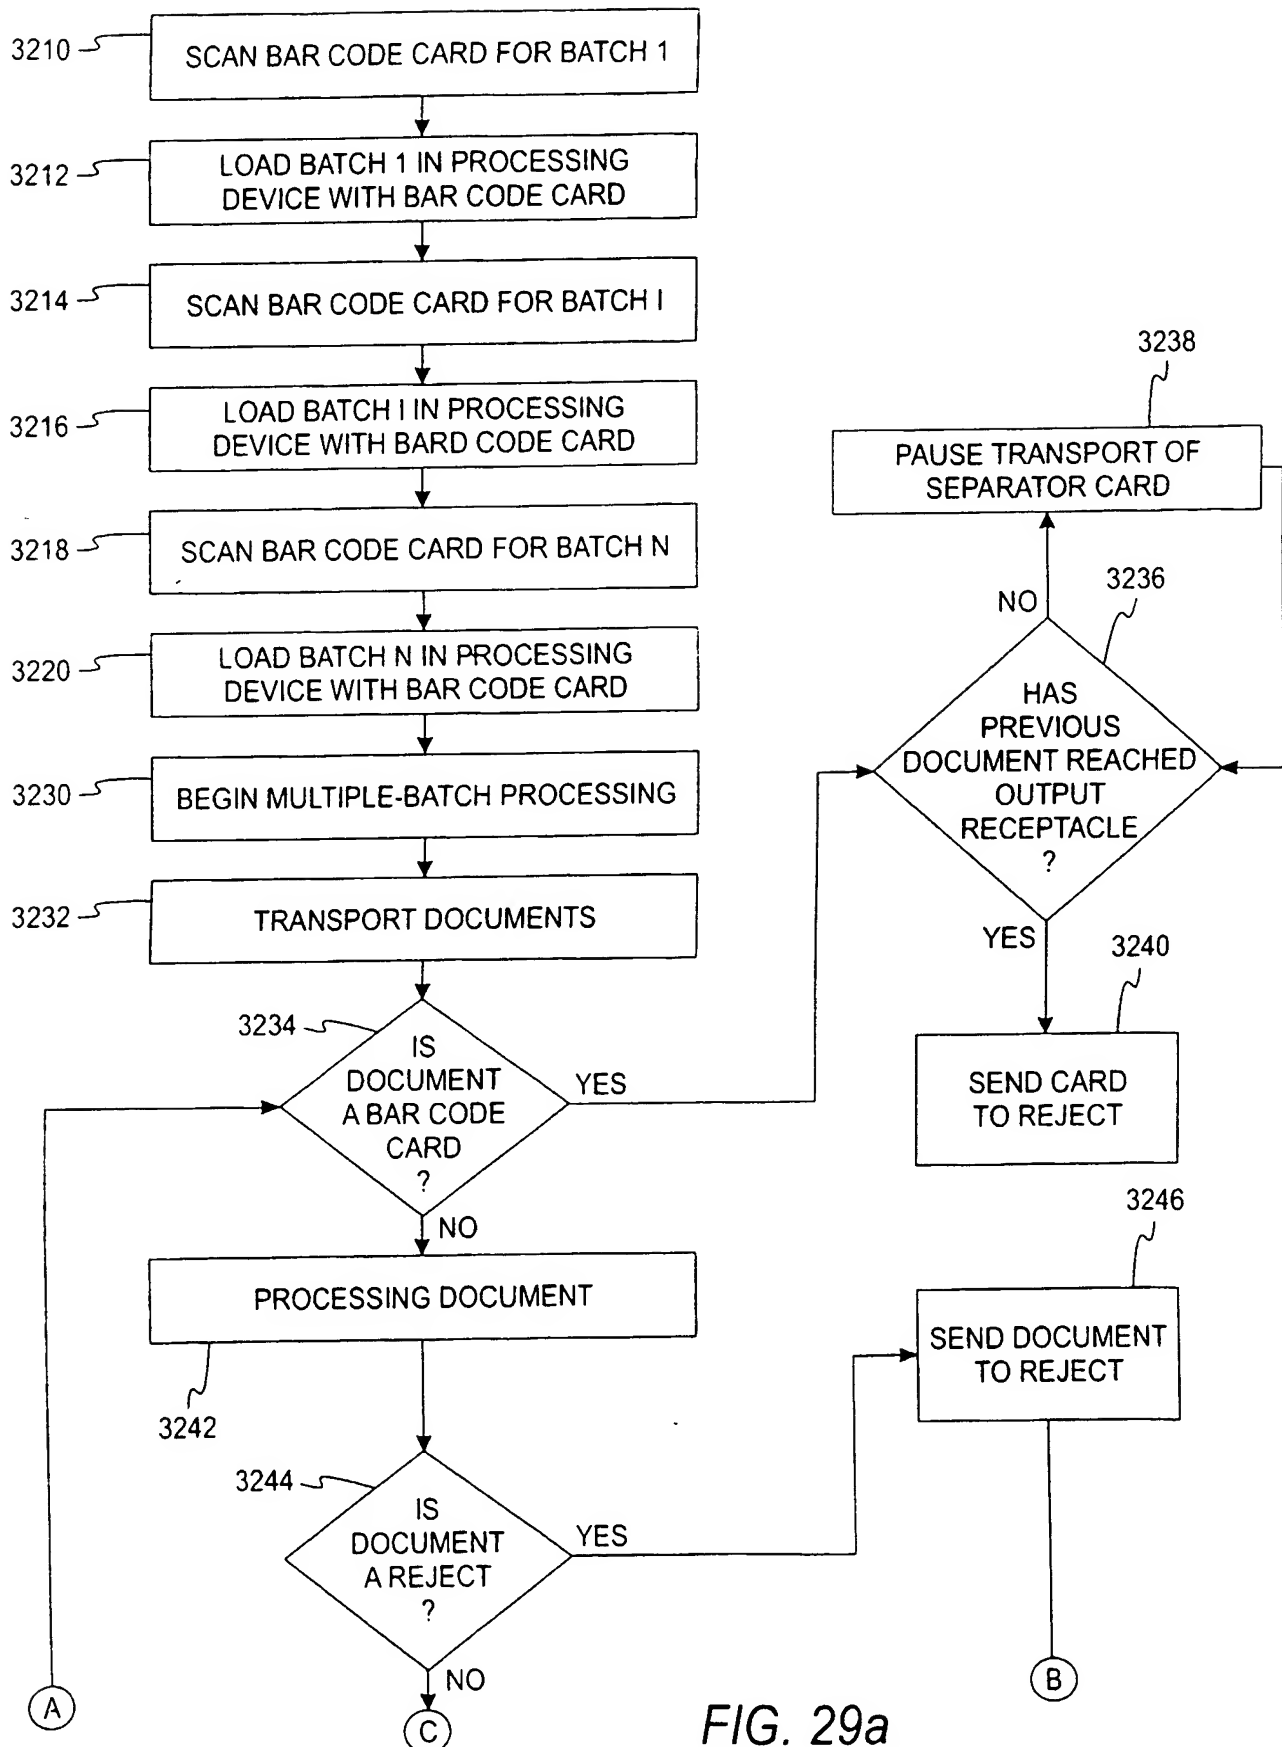 3210
SCAN BAR CODE CARD FOR BATCH 1
3212
LOAD BATCH 1 IN PROCESSING
DEVICE WITH BAR CODE CARD
3214
SCAN BAR CODE CARD FOR BATCH I
3216
LOAD BATCH I IN PROCESSING
DEVICE WITH BARD CODE CARD
3218
SCAN BAR CODE CARD FOR BATCH N
3220
LOAD BATCH N IN PROCESSING
DEVICE WITH BAR CODE CARD
3230
BEGIN MULTIPLE-BATCH PROCESSING
3232
TRANSPORT DOCUMENTS
3234
IS
DOCUMENT
A BAR CODE
CARD
?
YES
NO
3238
PAUSE TRANSPORT OF
SEPARATOR CARD
3236
NO
HAS
PREVIOUS
DOCUMENT REACHED
OUTPUT
RECEPTACLE
?
YES
3240
SEND CARD
TO REJECT
PROCESSING DOCUMENT
3242
3244
IS
DOCUMENT
A REJECT
?
YES
NO
3246
SEND DOCUMENT
TO REJECT
A
C
B
FIG. 29a